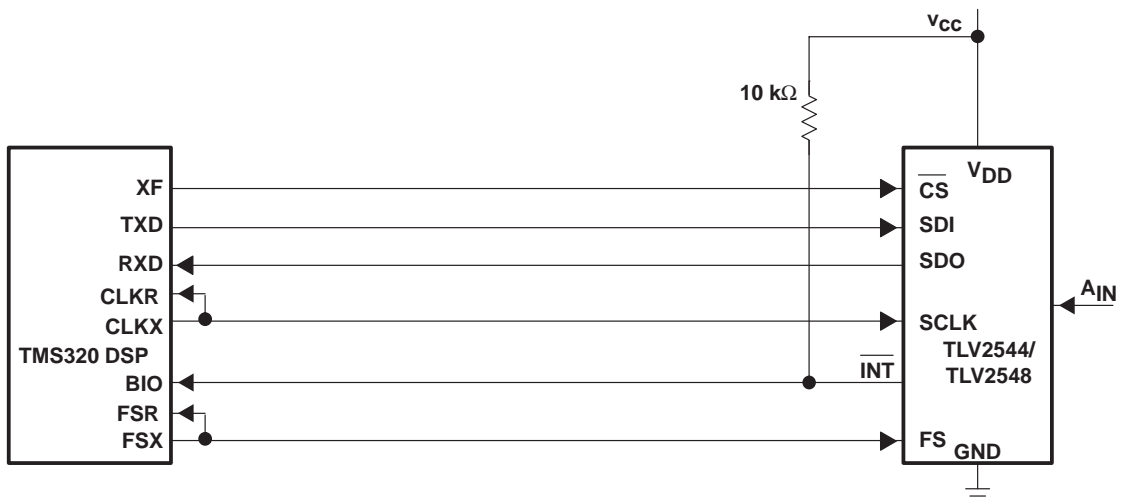 vCC
10 kΩ
VDD
XF
TXD
RXD
CLKR
CLKX
TMS320 DSP
BIO
FSR
FSX
CS
SDI
SDO
SCLK
INT
TLV2544/
TLV2548
FS
GND
AIN